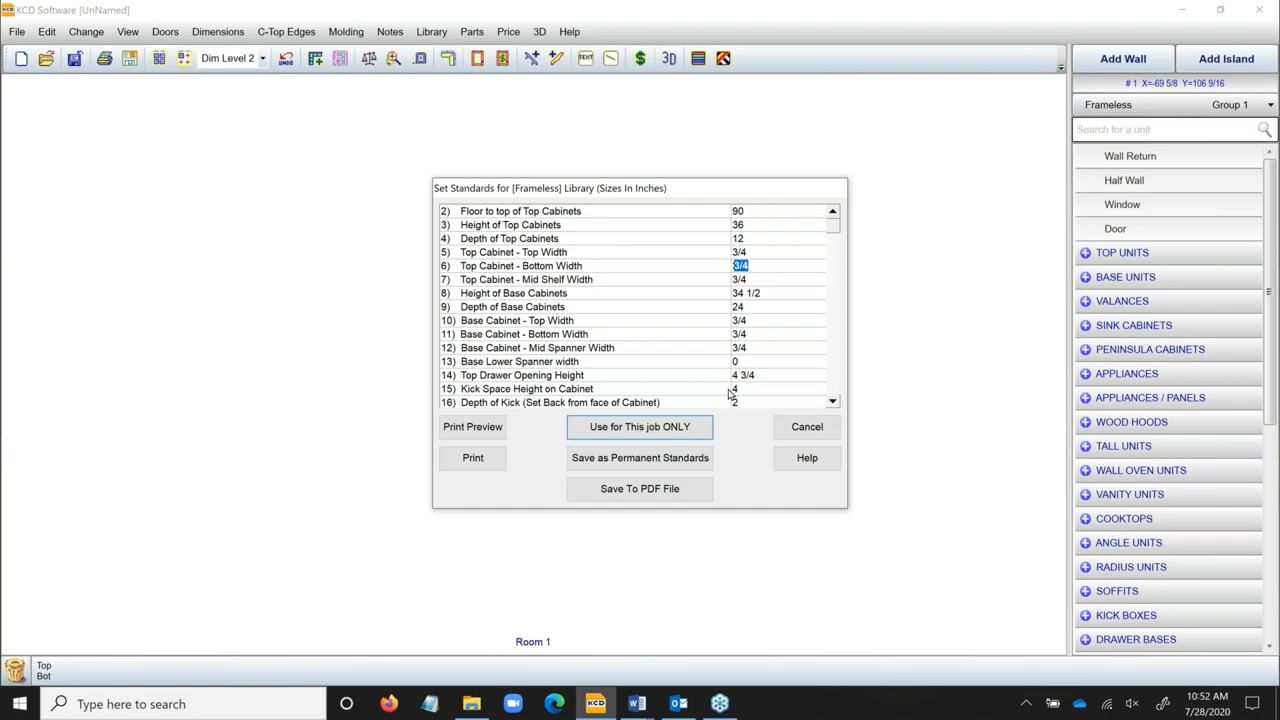 KCD Software [UnNamed]
File Edit Change View Doors Dimensions C-Top Edges Molding Notes Library Parts Price 3D Help
Dim Level 2
UNDO
TEXT
3D
Add Wall Add Island
# 1 X=-69 5/8 Y=106 9/16
Frameless Group 1
Search for a unit
Wall Return
Half Wall
Window
Door
TOP UNITS
BASE UNITS
VALANCES
SINK CABINETS
PENINSULA CABINETS
APPLIANCES
APPLIANCES / PANELS
WOOD HOODS
TALL UNITS
WALL OVEN UNITS
VANITY UNITS
COOKTOPS
ANGLE UNITS
RADIUS UNITS
SOFFITS
KICK BOXES
DRAWER BASES
Set Standards for [Frameless] Library (Sizes In Inches)
2) Floor to top of Top Cabinets 90
3) Height of Top Cabinets 36
4) Depth of Top Cabinets 12
5) Top Cabinet - Top Width 3/4
6) Top Cabinet - Bottom Width 3/4
7) Top Cabinet - Mid Shelf Width 3/4
8) Height of Base Cabinets 34 1/2
9) Depth of Base Cabinets 24
10) Base Cabinet - Top Width 3/4
11) Base Cabinet - Bottom Width 3/4
12) Base Cabinet - Mid Spanner Width 3/4
13) Base Lower Spanner width 0
14) Top Drawer Opening Height 4 3/4
15) Kick Space Height on Cabinet 4
16) Depth of Kick (Set Back from face of Cabinet) 2
Print Preview Use for This job ONLY Cancel
Print Save as Permanent Standards Help
Save To PDF File
Room 1
Top
Bot
Type here to search
10:52 AM
7/28/2020